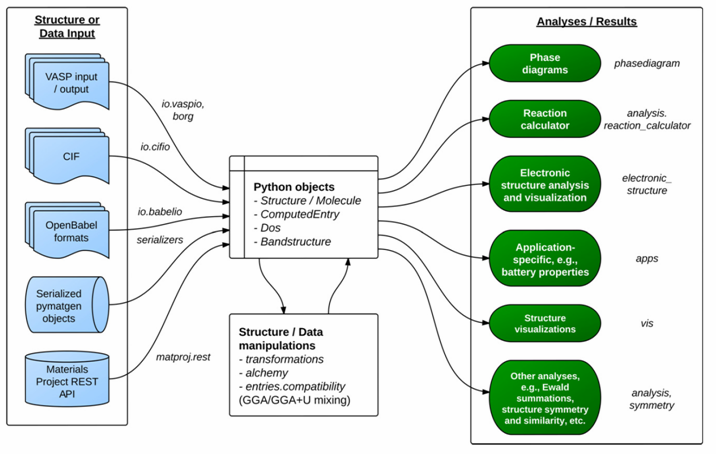 Structure or
Data Input
VASP input
/ output
CIF
OpenBabel
formats
Serialized
pymatgen
objects
Materials
Project REST
API
io.vaspio,
borg
io.cifio
io.babelio
serializers
matproj.rest
Python objects
- Structure / Molecule
- ComputedEntry
- Dos
- Bandstructure
Structure / Data
manipulations
- transformations
- alchemy
- entries.compatibility
(GGA/GGA+U mixing)
Analyses / Results
Phase
diagrams
phasediagram
Reaction
calculator
analysis.
reaction_calculator
Electronic
structure analysis
and visualization
electronic_
structure
Application-
specific, e.g.,
battery properties
apps
Structure
visualizations
vis
Other analyses,
e.g., Ewald
summations,
structure symmetry
and similarity, etc.
analysis,
symmetry